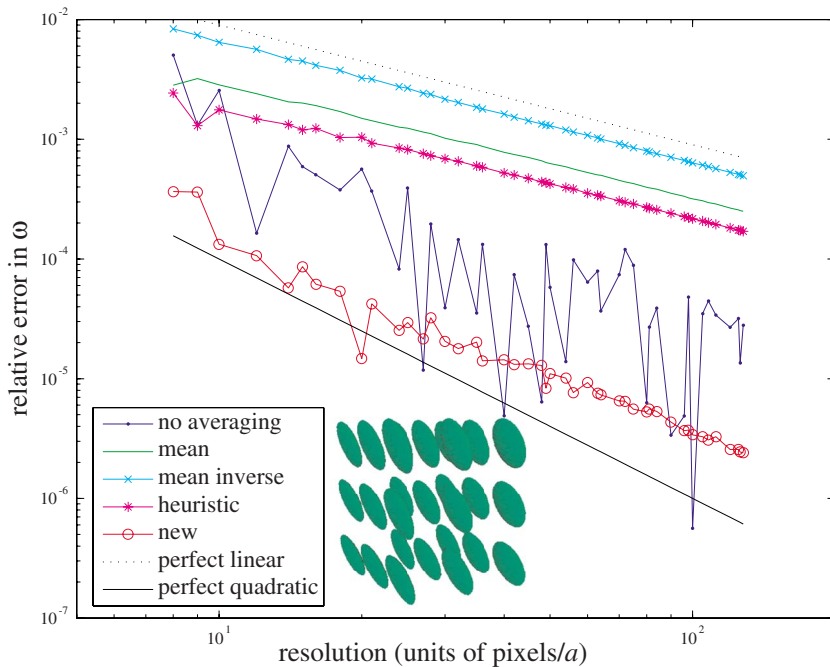 10⁻²
10⁻³
10⁻⁴
10⁻⁵
10⁻⁶
10⁻⁷
relative error in ω
no averaging
mean
mean inverse
heuristic
new
perfect linear
perfect quadratic
10¹
10²
resolution (units of pixels/a)